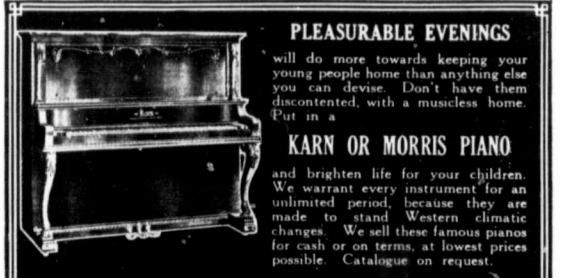 PLEASURABLE EVENINGS
will do more towards keeping your
young people home than anything else
you can devise. Don't have them
discontented, with a musicless home.
Put in a
KARN OR MORRIS PIANO
and brighten life for your children.
We warrant every instrument for an
unlimited period, because they are
made to stand Western climatic
changes. We sell these famous pianos
for cash or on terms, at lowest prices
possible. Catalogue on request.